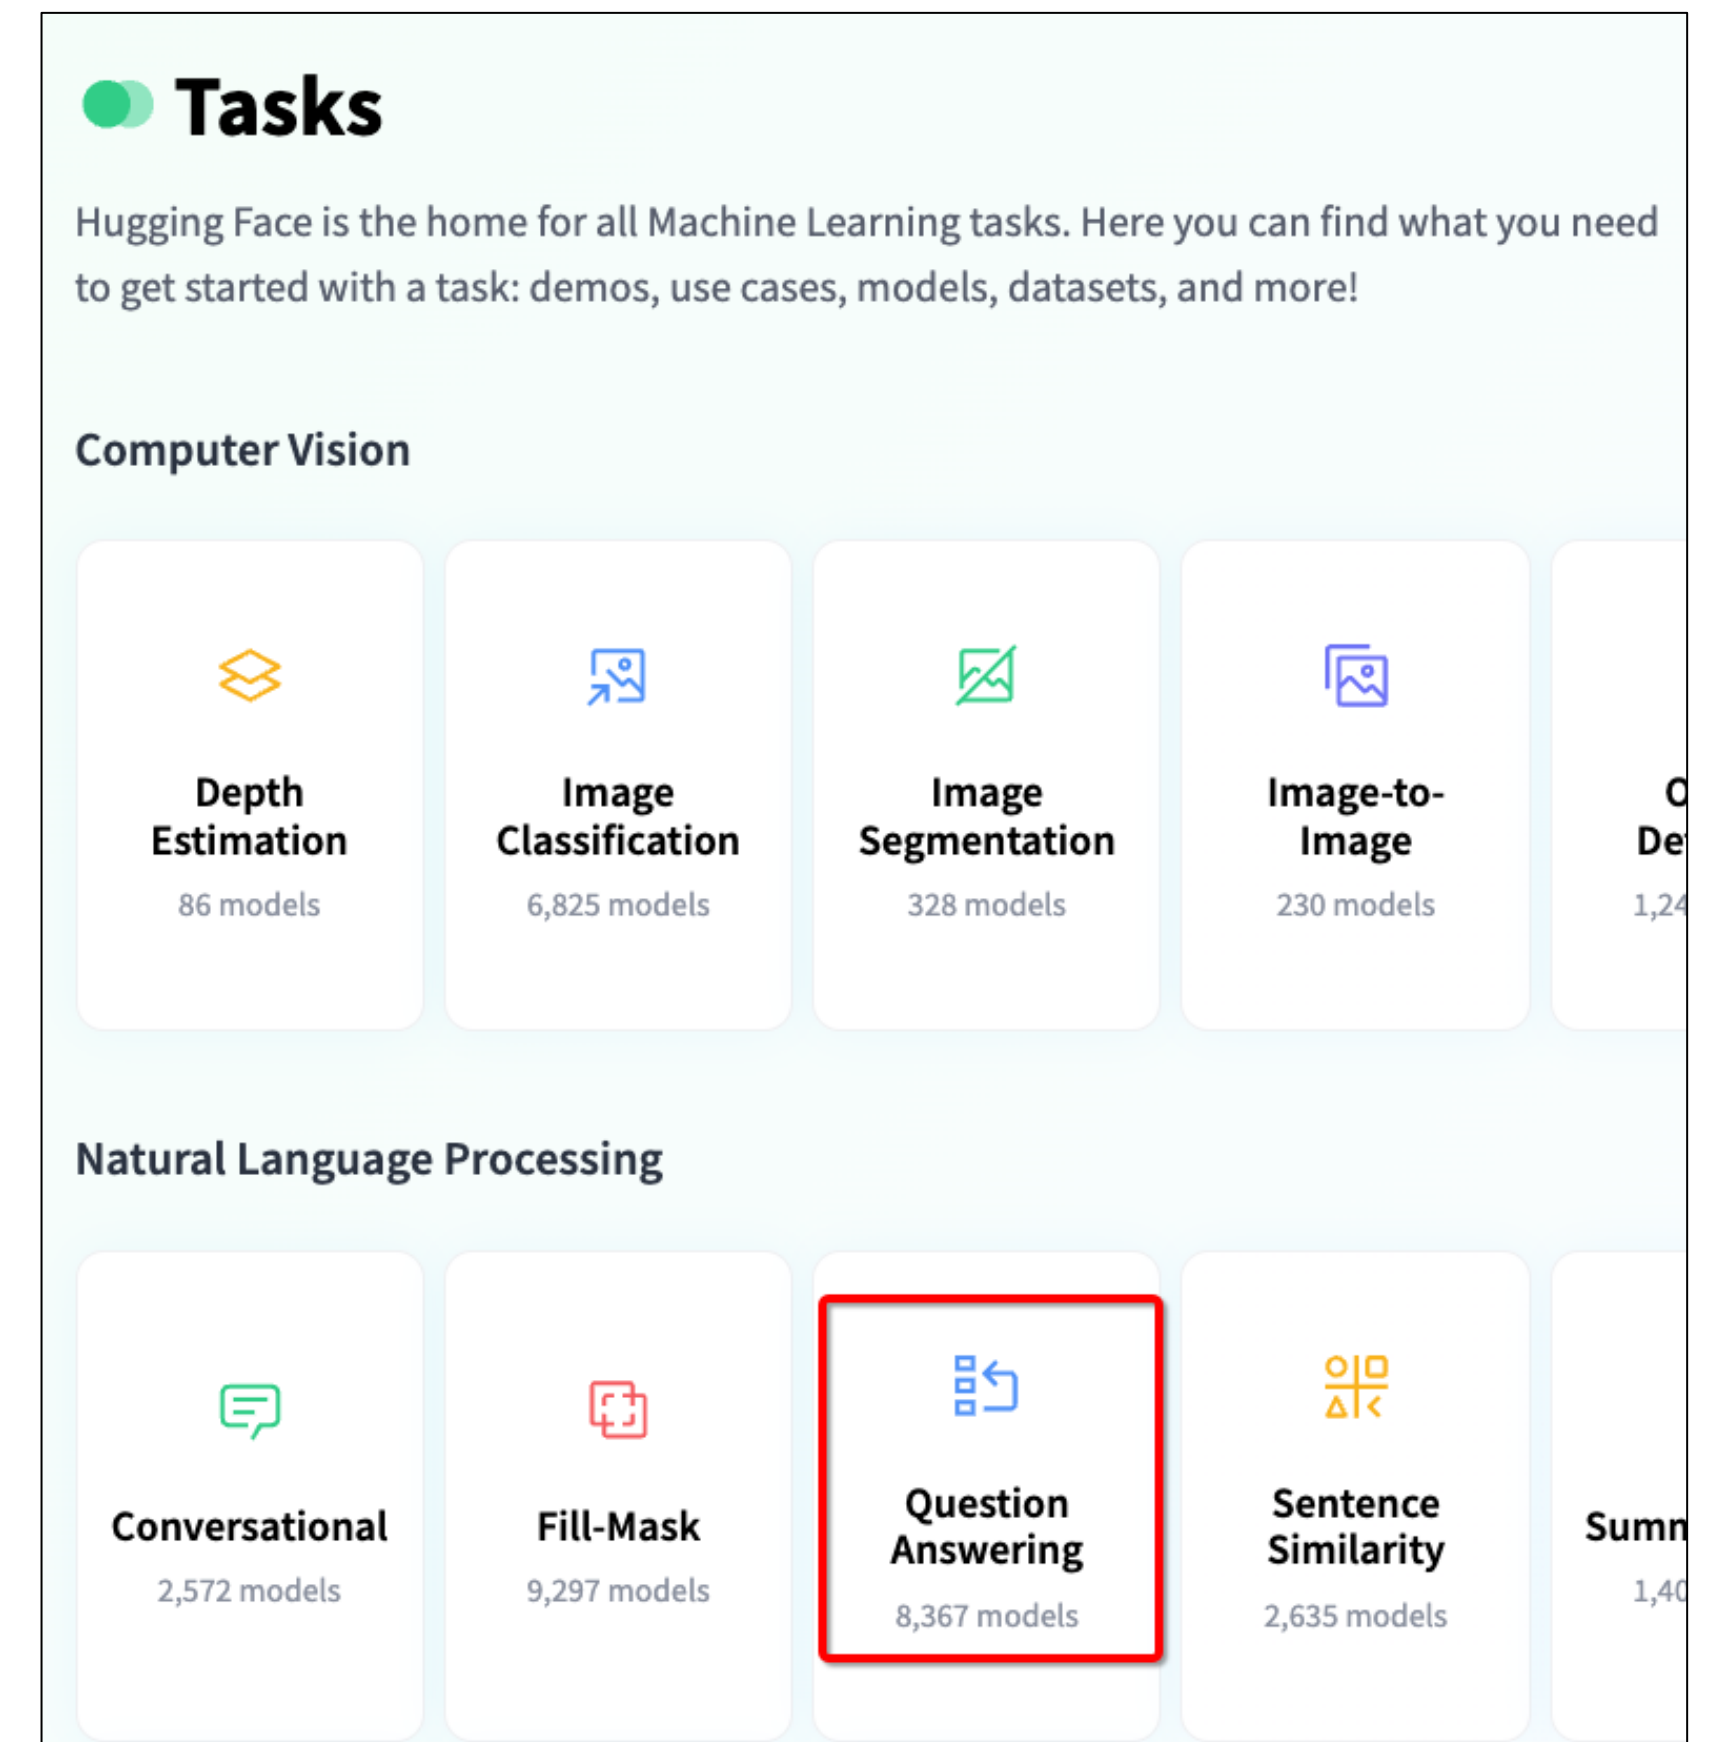 Tasks
Hugging Face is the home for all Machine Learning tasks. Here you can find what you need
to get started with a task: demos, use cases, models, datasets, and more!
Computer Vision
Depth
Estimation
86 models
Image
Classification
6,825 models
Image
Segmentation
328 models
Image-to-
Image
230 models
Natural Language Processing
Conversational
2,572 models
Fill-Mask
9,297 models
Question
Answering
8,367 models
Sentence
Similarity
2,635 models